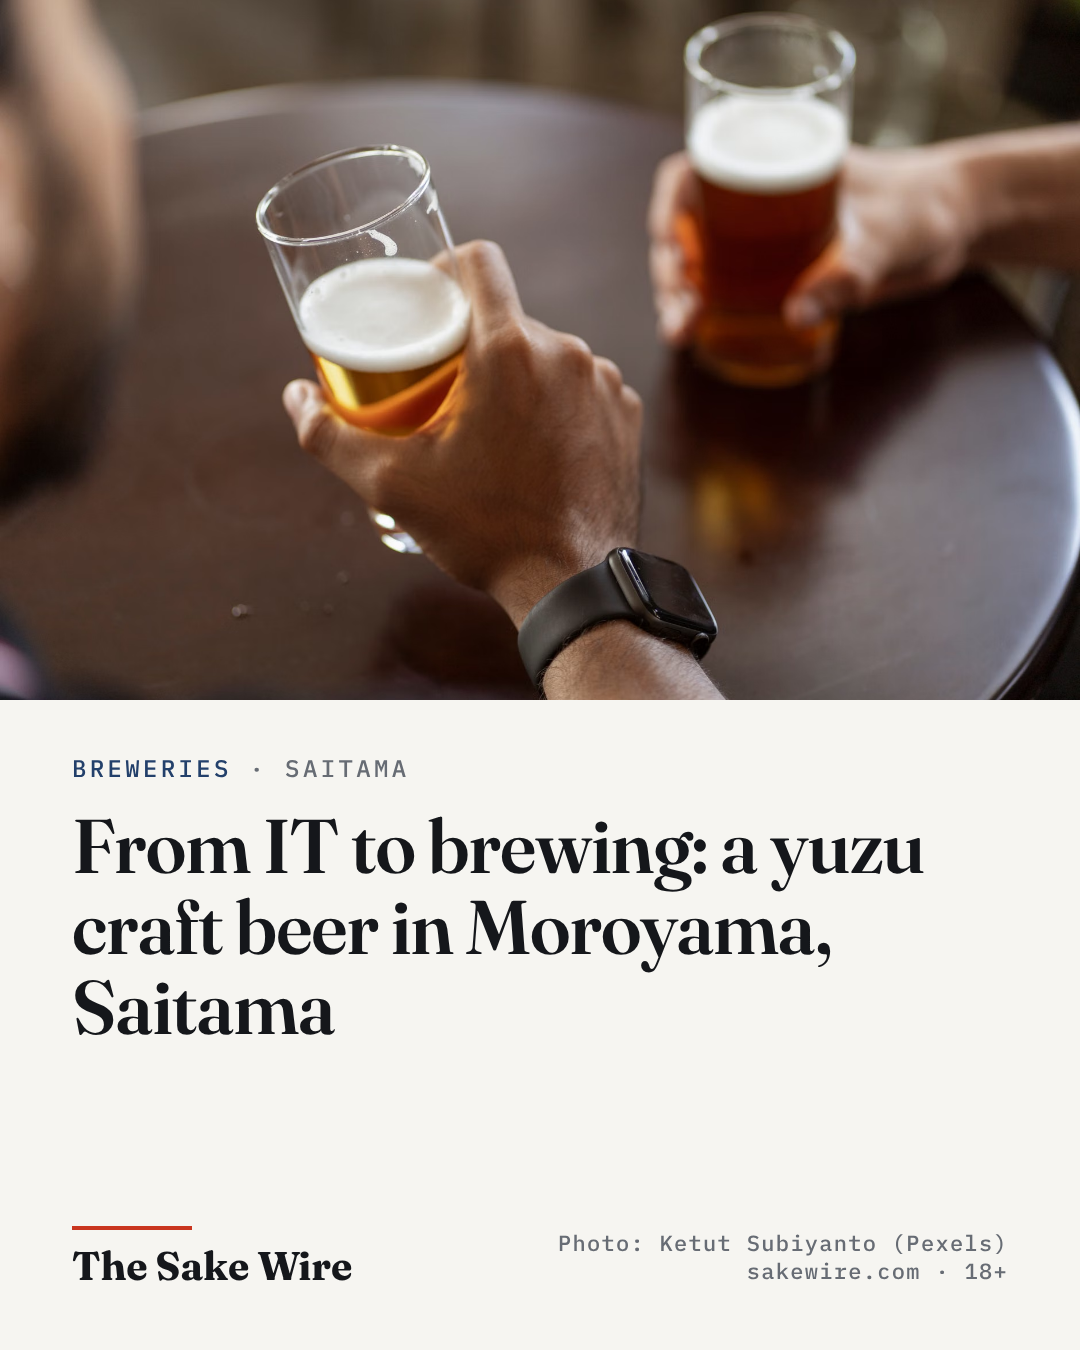 BREWERIES · SAITAMA
From IT to brewing: a yuzu
craft beer in Moroyama,
Saitama
The Sake Wire
Photo: Ketut Subiyanto (Pexels)
sakewire.com · 18+